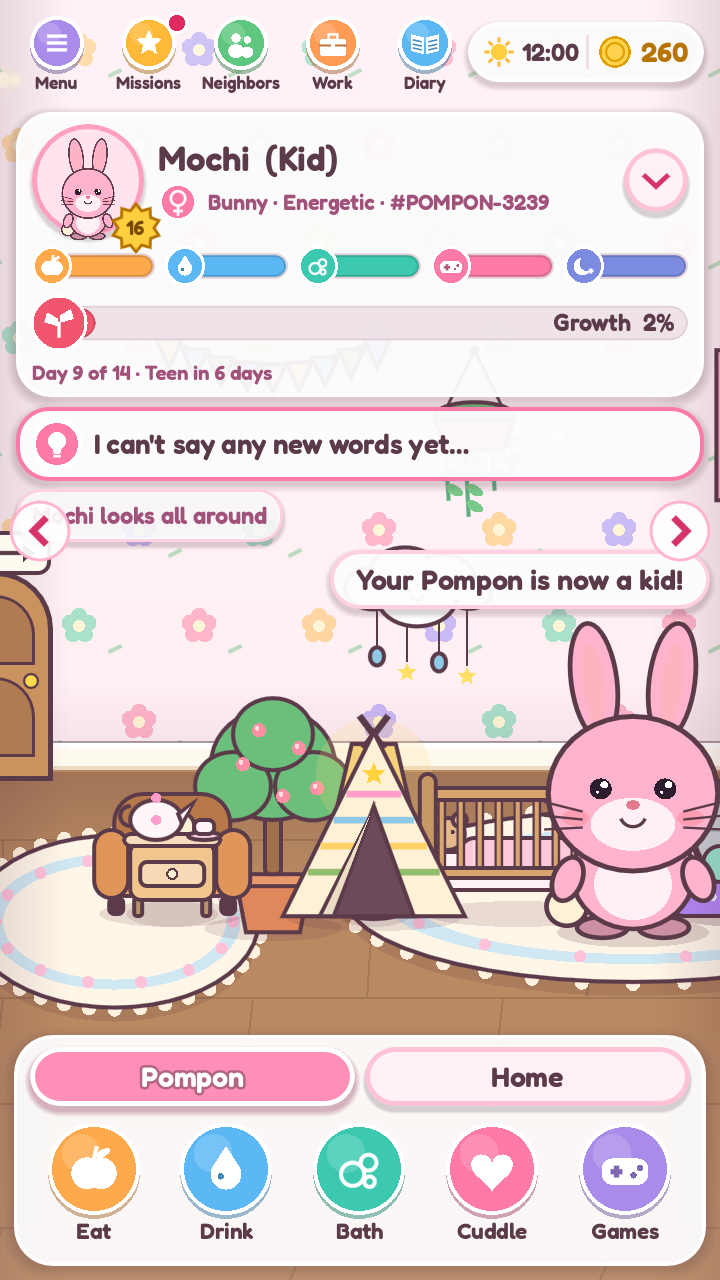 Menu
Missions
Neighbors
Work
Diary
12:00
260
Mochi (Kid)
Bunny · Energetic · #POMPON-3239
16
Growth 2%
Day 9 of 14 · Teen in 6 days
I can't say any new words yet...
Mochi looks all around
Your Pompon is now a kid!
Pompon
Home
Eat
Drink
Bath
Cuddle
Games